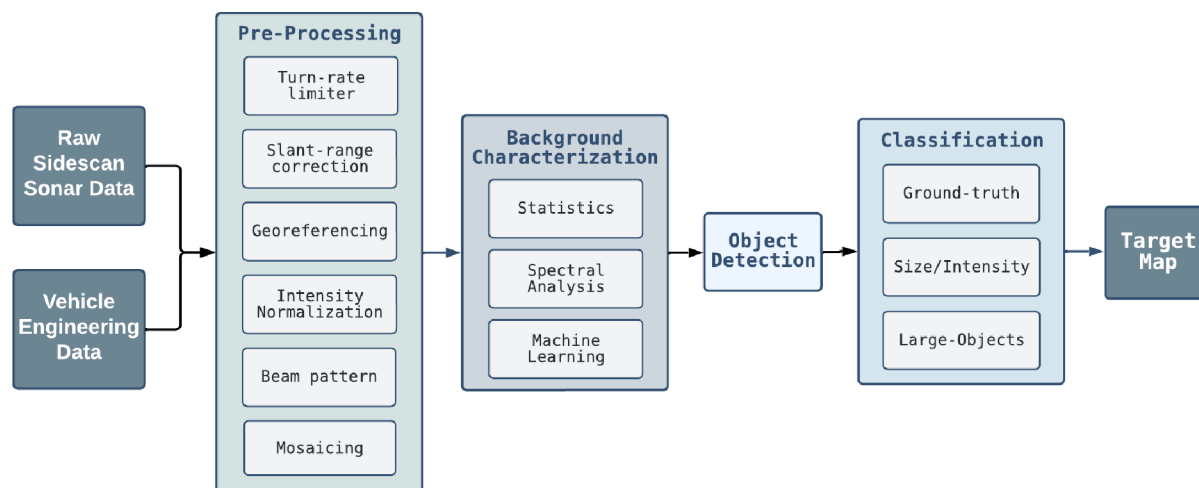 Raw
Sidescan
Sonar Data
Vehicle
Engineering
Data
Pre-Processing
Turn-rate
limiter
Slant-range
correction
Georeferencing
Intensity
Normalization
Beam pattern
Mosaicing
Background
Characterization
Statistics
Spectral
Analysis
Machine
Learning
Object
Detection
Classification
Ground-truth
Size/Intensity
Large-Objects
Target
Map